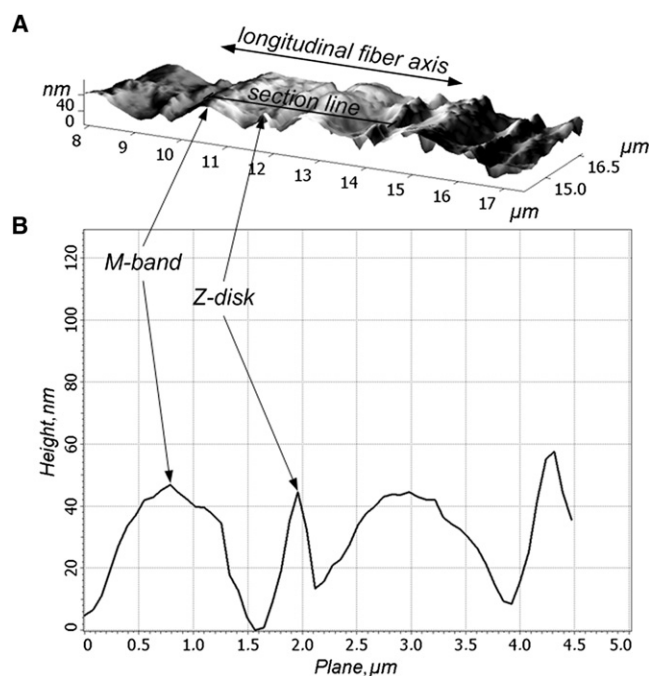 A
longitudinal fiber axis
section line
nm
40
0
8 9 10 11 12 13 14 15 16 17
µm
15.0
16.5
µm
B
M-band
Z-disk
Height,nm
120
100
80
60
40
20
0
0 0.5 1.0 1.5 2.0 2.5 3.0 3.5 4.0 4.5 5.0
Plane,µm